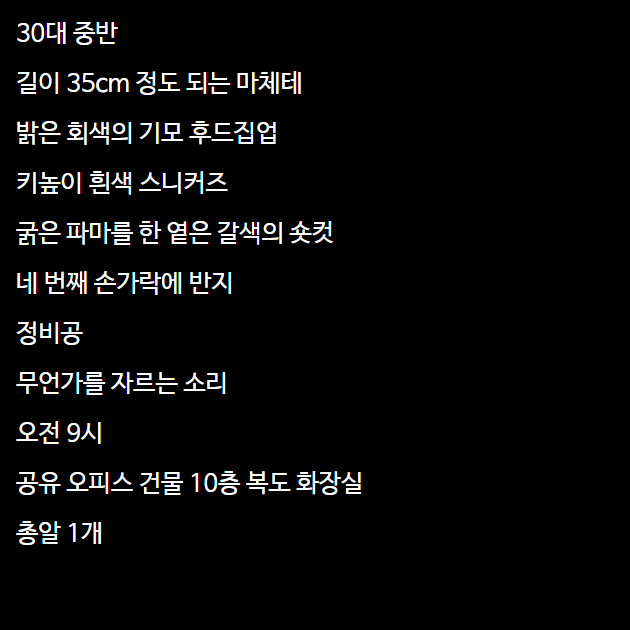 30대 중반
길이 35cm 정도 되는 마체테
밝은 회색의 기모 후드집업
키높이 흰색 스니커즈
굵은 파마를 한 옅은 갈색의 숏컷
네 번째 손가락에 반지
정비공
무언가를 자르는 소리
오전 9시
공유 오피스 건물 10층 복도 화장실
총알 1개